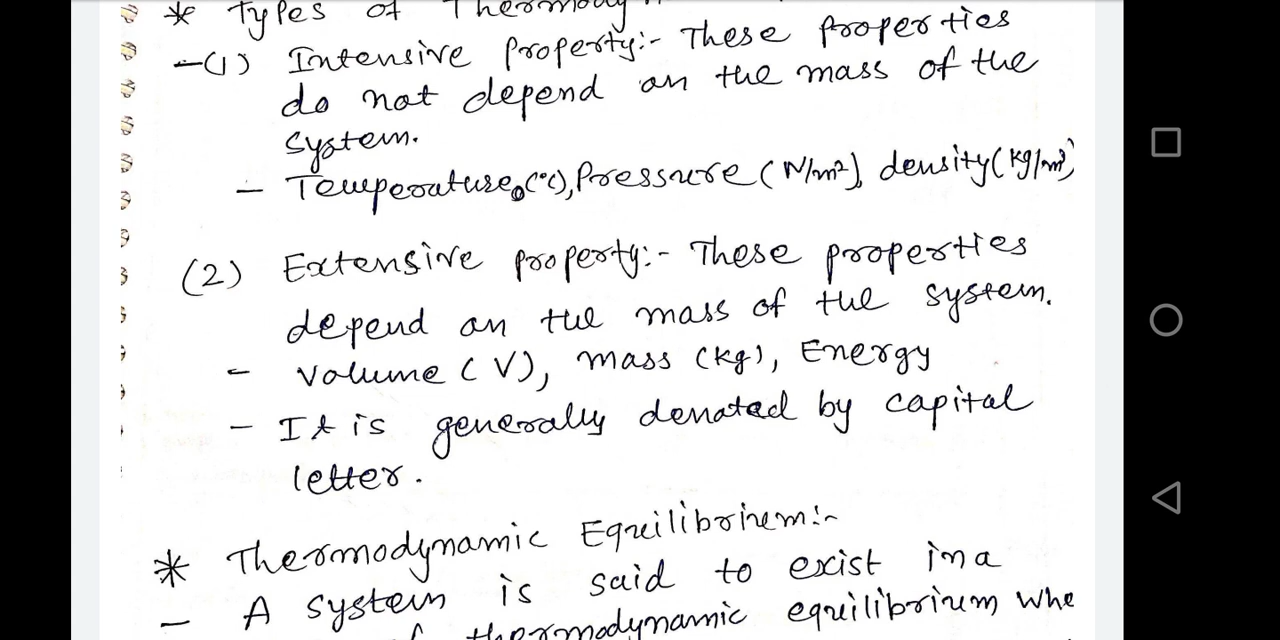 * Types of Thermody
-(1) Intensive Property:- These properties
do not depend on the mass of the
system.
- Temperature (°c), Pressure (N/m²), density (kg/m³)
(2) Extensive property:- These properties
depend on the mass of the system.
- volume (V), mass (kg), Energy
- It is generally denoted by capital
letter.
* Thermodynamic Equilibrium:-
- A system is said to exist in a
thermodynamic equilibrium whe